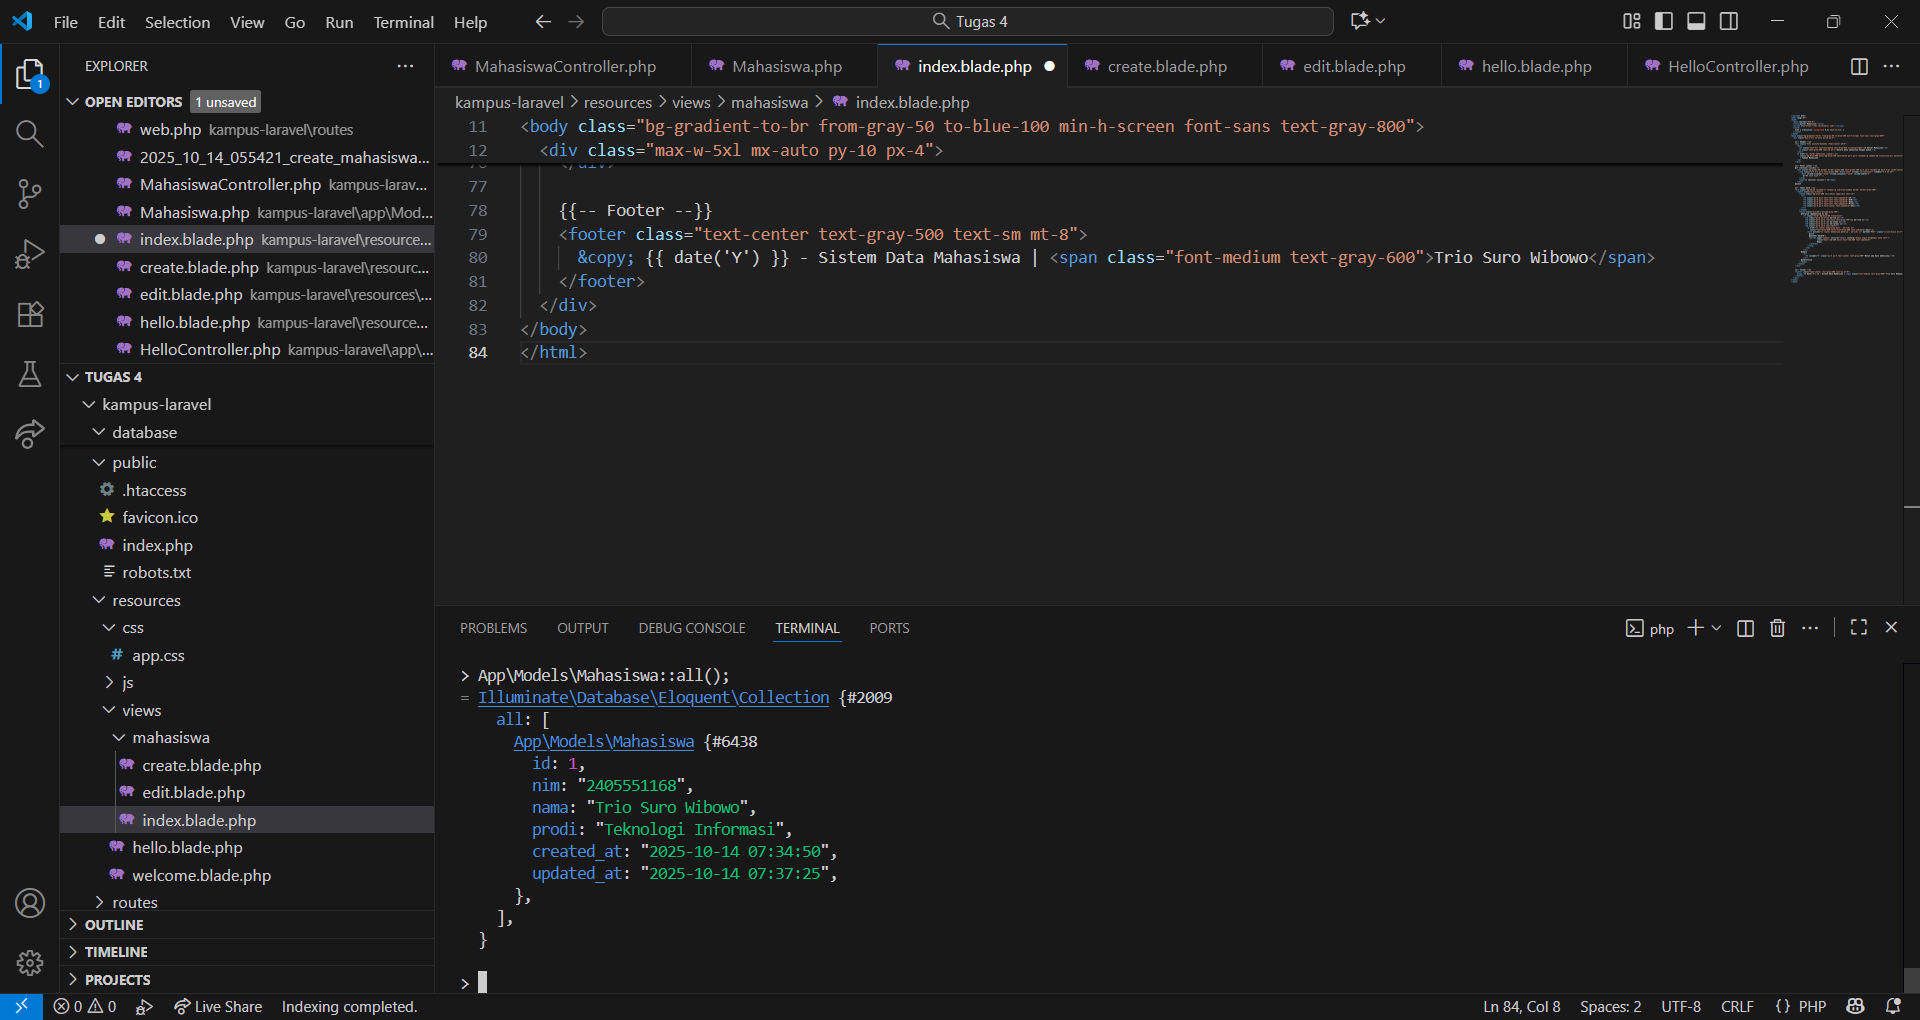 File Edit Selection View Go Run Terminal Help
Tugas 4
EXPLORER
OPEN EDITORS 1 unsaved
web.php kampus-laravel\routes
2025_10_14_055421_create_mahasiswa...
MahasiswaController.php kampus-larav...
Mahasiswa.php kampus-laravel\app\Mod...
index.blade.php kampus-laravel\resource...
create.blade.php kampus-laravel\resourc...
edit.blade.php kampus-laravel\resources\...
hello.blade.php kampus-laravel\resource...
HelloController.php kampus-laravel\app\...
TUGAS 4
kampus-laravel
database
public
.htaccess
favicon.ico
index.php
robots.txt
resources
css
# app.css
js
views
mahasiswa
create.blade.php
edit.blade.php
index.blade.php
hello.blade.php
welcome.blade.php
routes
OUTLINE
TIMELINE
PROJECTS
1
MahasiswaController.php Mahasiswa.php index.blade.php create.blade.php edit.blade.php hello.blade.php HelloController.php
kampus-laravel > resources > views > mahasiswa > index.blade.php
11 <body class="bg-gradient-to-br from-gray-50 to-blue-100 min-h-screen font-sans text-gray-800">
12 <div class="max-w-5xl mx-auto py-10 px-4">
77
78 {{-- Footer --}}
79 <footer class="text-center text-gray-500 text-sm mt-8">
80 &copy; {{ date('Y') }} - Sistem Data Mahasiswa | <span class="font-medium text-gray-600">Trio Suro Wibowo</span>
81 </footer>
82 </div>
83 </body>
84 </html>
PROBLEMS OUTPUT DEBUG CONSOLE TERMINAL PORTS
php
> App\Models\Mahasiswa::all();
= Illuminate\Database\Eloquent\Collection {#2009
all: [
App\Models\Mahasiswa {#6438
id: 1,
nim: "2405551168",
nama: "Trio Suro Wibowo",
prodi: "Teknologi Informasi",
created_at: "2025-10-14 07:34:50",
updated_at: "2025-10-14 07:37:25",
},
],
}
>
0 0 Live Share Indexing completed.
Ln 84, Col 8 Spaces: 2 UTF-8 CRLF {} PHP